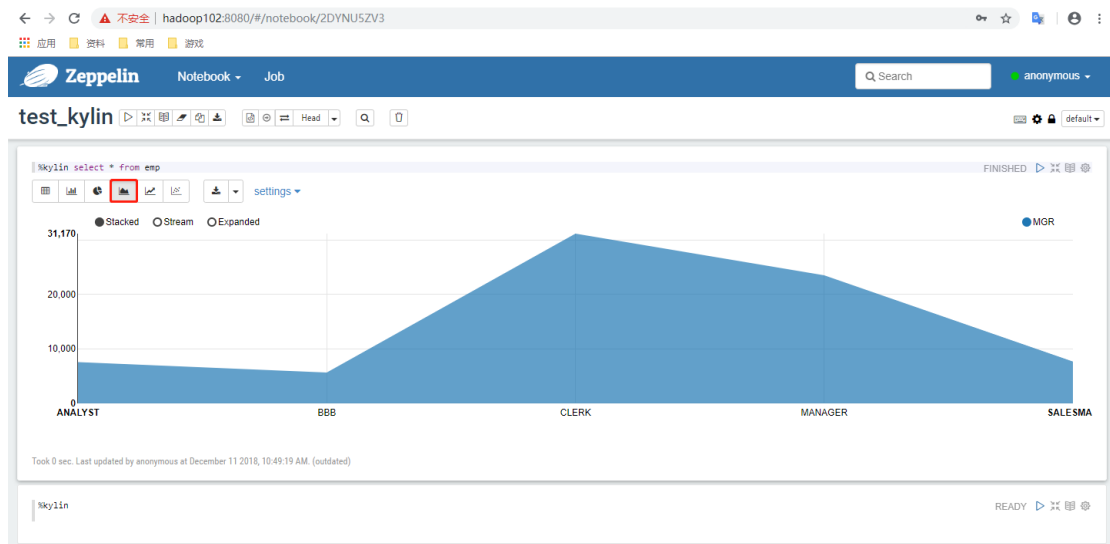 不安全 | hadoop102:8080/#/notebook/2DYNU5ZV3
应用 资料 常用 游戏
Zeppelin Notebook Job Search anonymous
test_kylin Head default
%kylin select * from emp FINISHED
settings
Stacked Stream Expanded MGR
31,170
20,000
10,000
0
ANALYST BBB CLERK MANAGER SALESMA
Took 0 sec. Last updated by anonymous at December 11 2018, 10:49:19 AM. (outdated)
%kylin READY